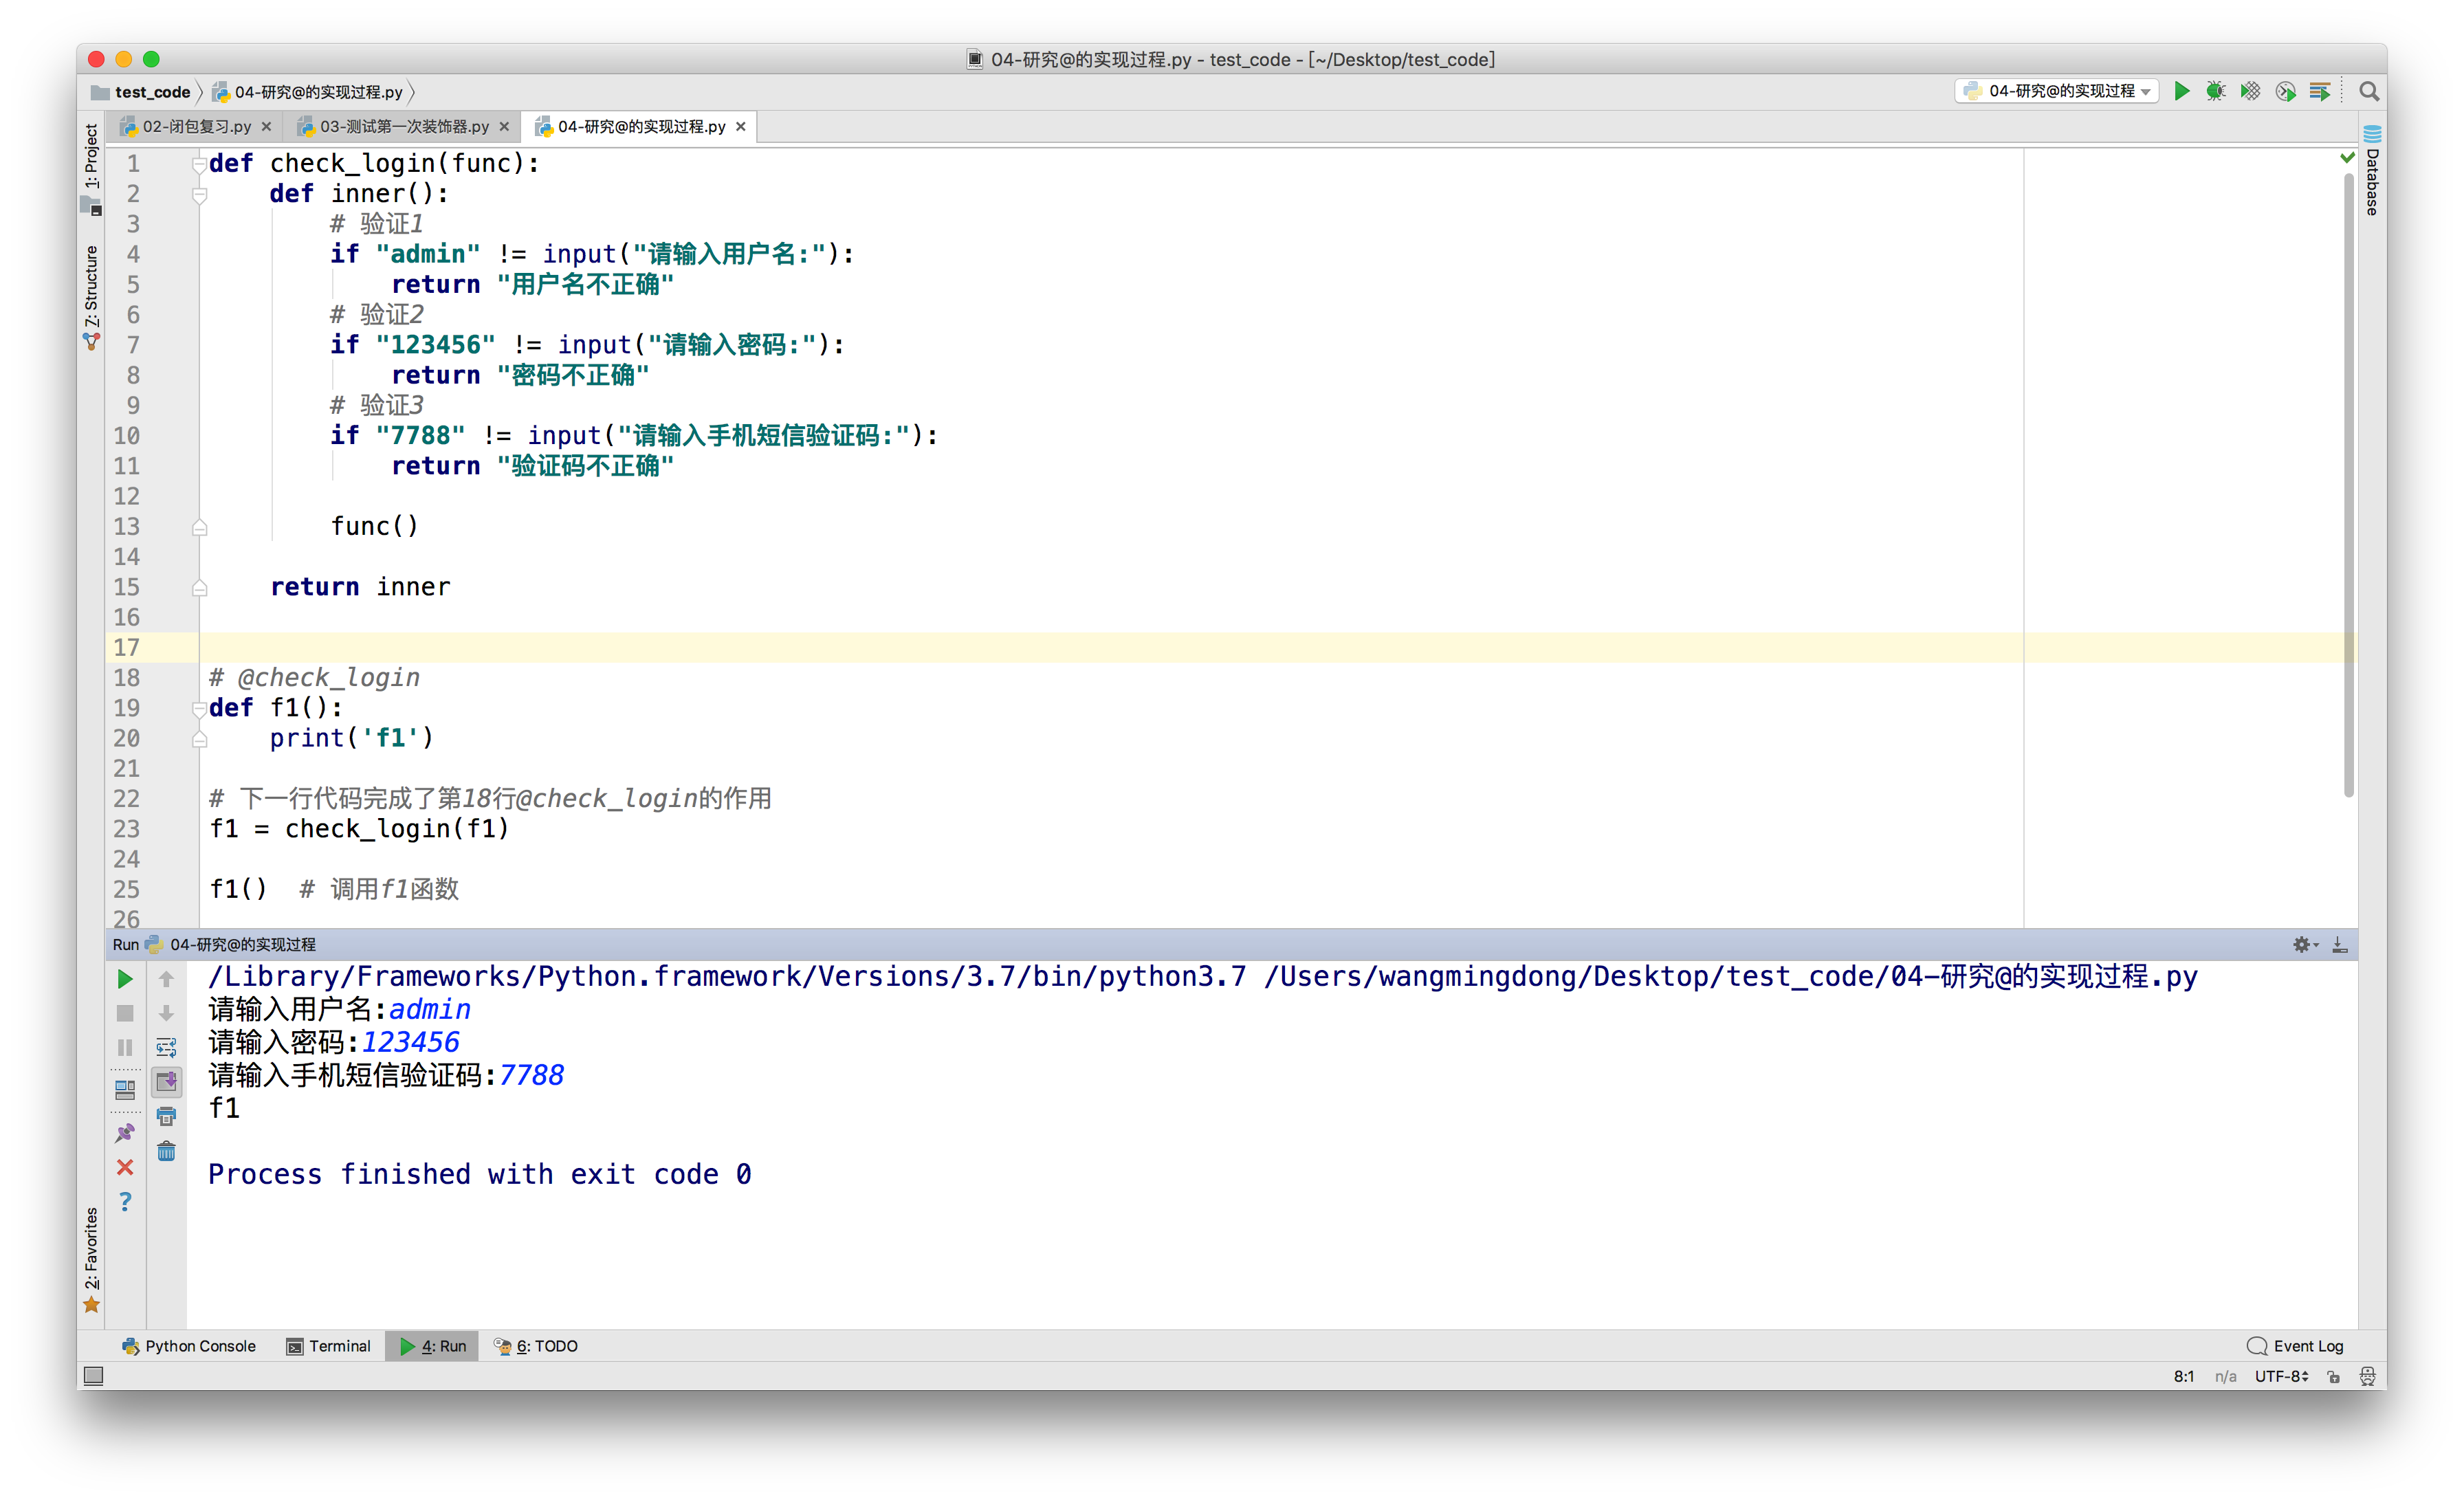 04-研究@的实现过程.py - test_code - [~/Desktop/test_code]
test_code 04-研究@的实现过程.py 04-研究@的实现过程
02-闭包复习.py 03-测试第一次装饰器.py 04-研究@的实现过程.py
1: Project
7: Structure
2: Favorites
Database
1 def check_login(func):
2     def inner():
3         # 验证1
4         if "admin" != input("请输入用户名:"):
5             return "用户名不正确"
6         # 验证2
7         if "123456" != input("请输入密码:"):
8             return "密码不正确"
9         # 验证3
10         if "7788" != input("请输入手机短信验证码:"):
11             return "验证码不正确"
12
13         func()
14
15     return inner
16
17
18 # @check_login
19 def f1():
20     print('f1')
21
22 # 下一行代码完成了第18行@check_login的作用
23 f1 = check_login(f1)
24
25 f1()  # 调用f1函数
26
Run 04-研究@的实现过程
/Library/Frameworks/Python.framework/Versions/3.7/bin/python3.7 /Users/wangmingdong/Desktop/test_code/04-研究@的实现过程.py
请输入用户名:admin
请输入密码:123456
请输入手机短信验证码:7788
f1
Process finished with exit code 0
Python Console Terminal 4: Run 6: TODO Event Log
8:1 n/a UTF-8